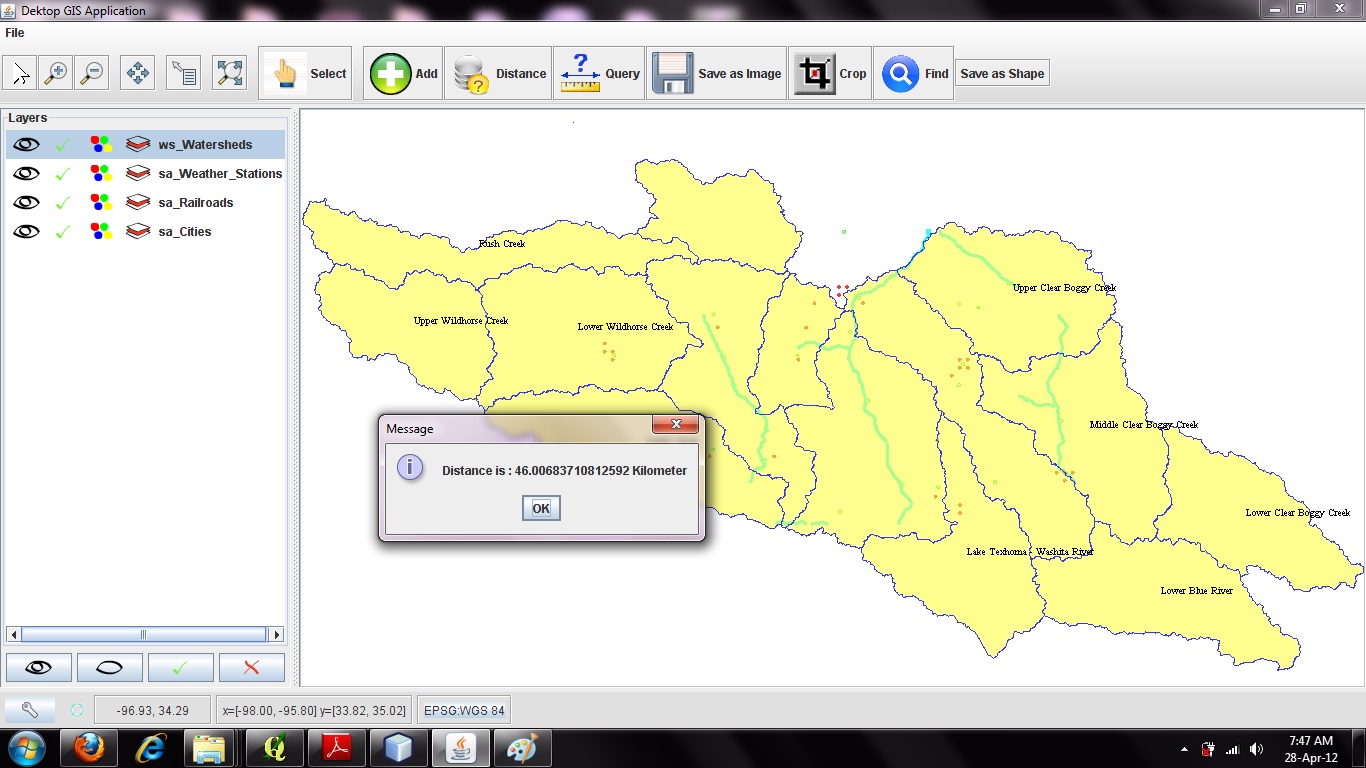 Dektop GIS Application
File
Select
Add
Distance
Query
Save as Image
Crop
Find
Save as Shape
Layers
ws_Watersheds
sa_Weather_Stations
sa_Railroads
sa_Cities
Rush Creek
Upper Clear Boggy Creek
Upper Wildhorse Creek
Lower Wildhorse Creek
Middle Clear Boggy Creek
Lower Clear Boggy Creek
Lake Texhoma - Washita River
Lower Blue River
Message
Distance is : 46.00683710812592 Kilometer
OK
-96.93, 34.29
x=[-98.00, -95.80] y=[33.82, 35.02]
EPSG:WGS 84
7:47 AM
28-Apr-12